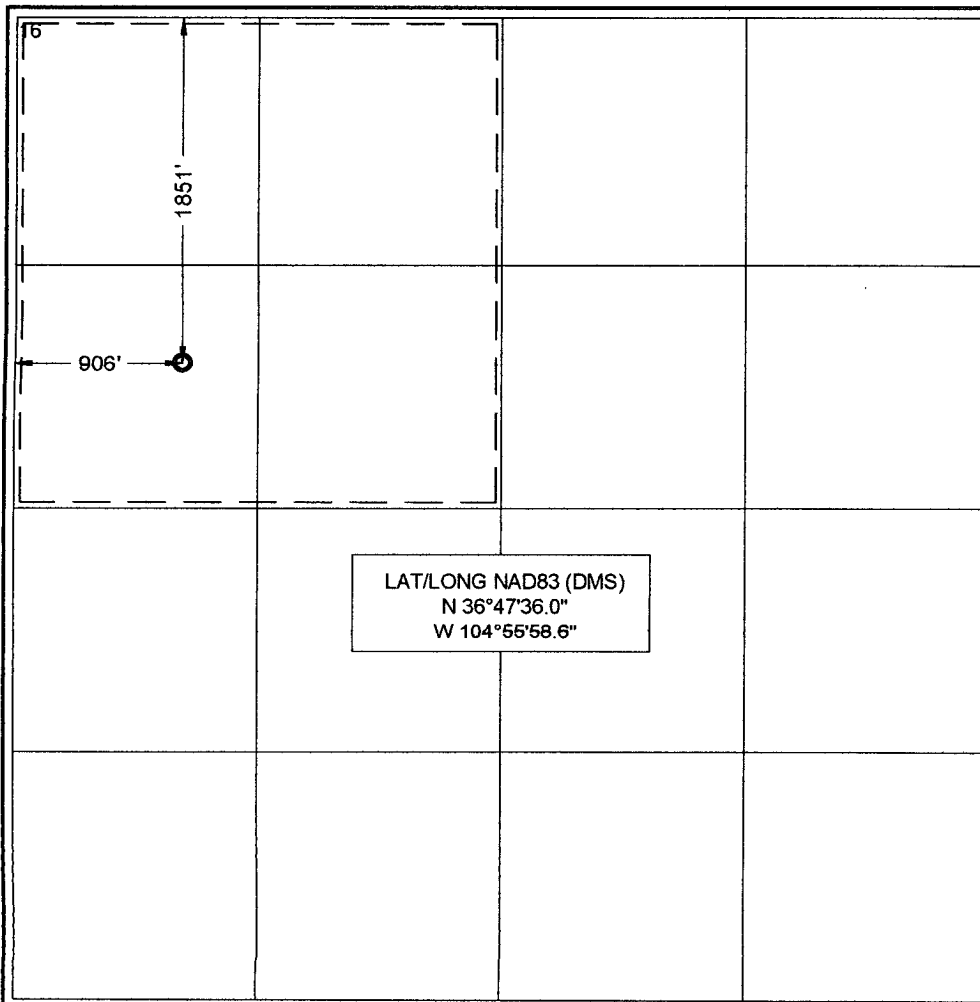 16
1851'
906'
LAT/LONG NAD83 (DMS)
N 36°47'36.0"
W 104°55'58.6"